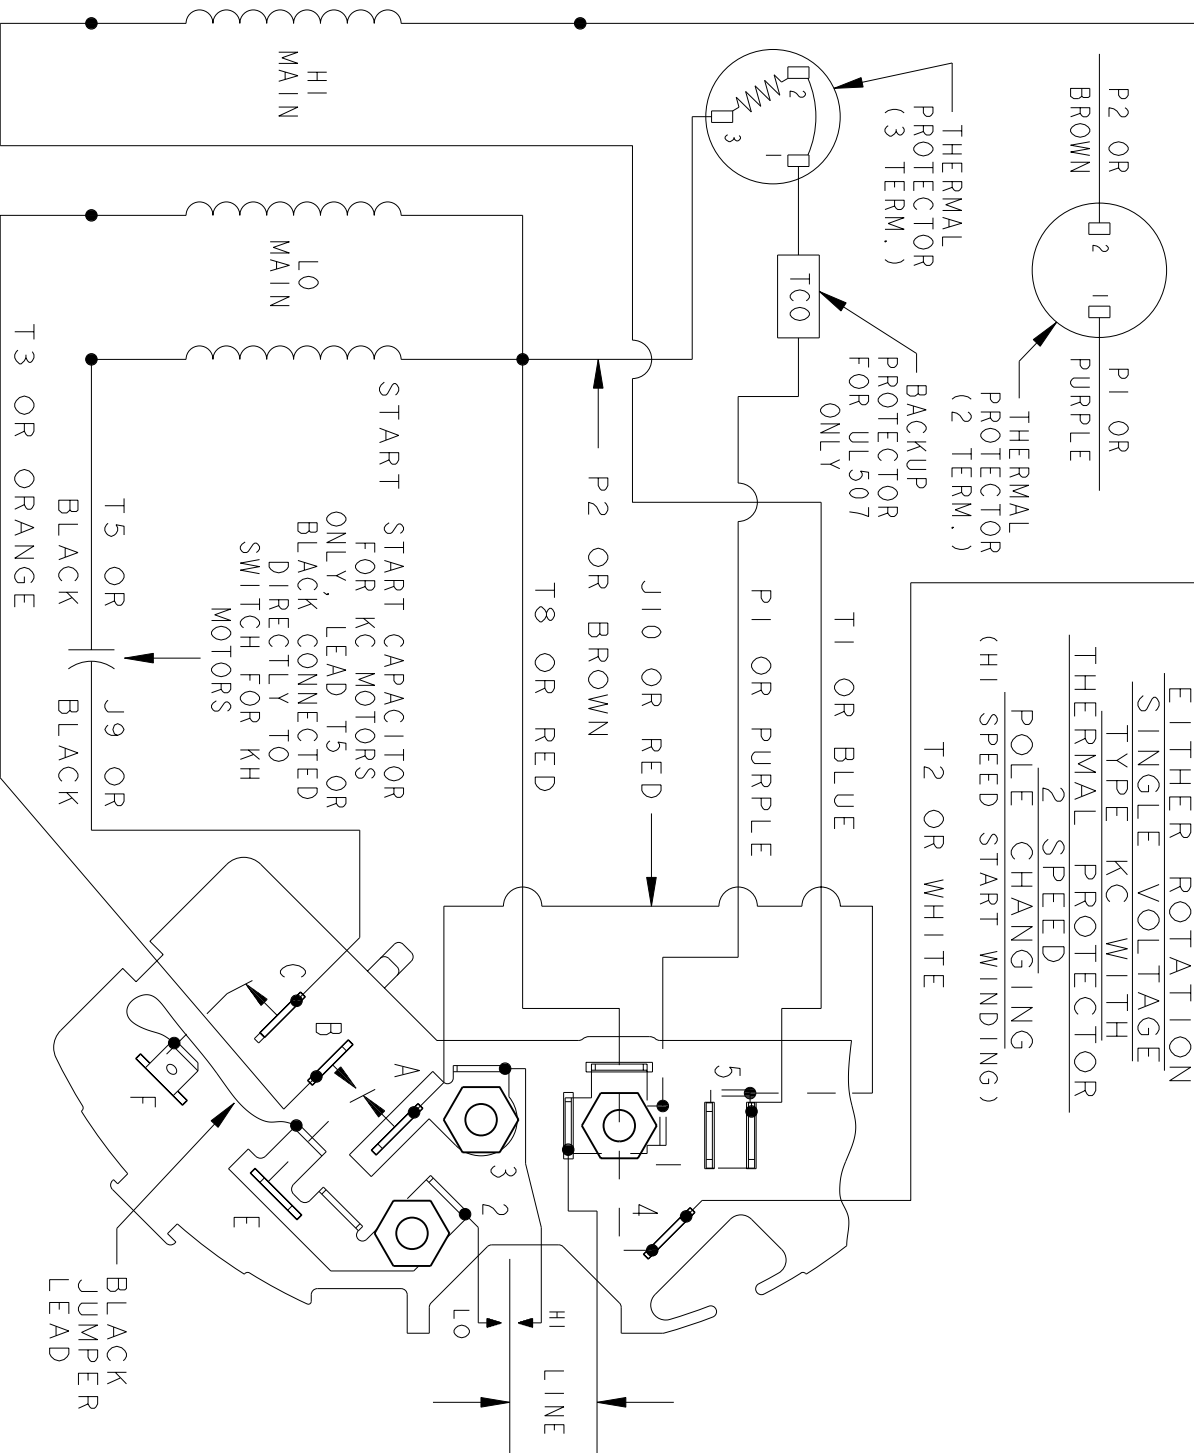 EITHER ROTATION
SINGLE VOLTAGE
TYPE KC WITH
THERMAL PROTECTOR
2 SPEED
POLE CHANGING
(HI SPEED START WINDING)
P2 OR
BROWN
2
1
P1 OR
PURPLE
THERMAL
PROTECTOR
(2 TERM.)
THERMAL
PROTECTOR
(3 TERM.)
2
1
3
TCO
BACKUP
PROTECTOR
FOR UL507
ONLY
HI
MAIN
LO
MAIN
START
START CAPACITOR
FOR KC MOTORS
ONLY, LEAD T5 OR
BLACK CONNECTED
DIRECTLY TO
SWITCH FOR KH
MOTORS
T2 OR WHITE
T1 OR BLUE
P1 OR PURPLE
J10 OR RED
P2 OR BROWN
T8 OR RED
T5 OR
BLACK
J9 OR
BLACK
T3 OR ORANGE
5
4
1
3
2
A
B
C
E
F
HI
LO
LINE
BLACK
JUMPER
LEAD